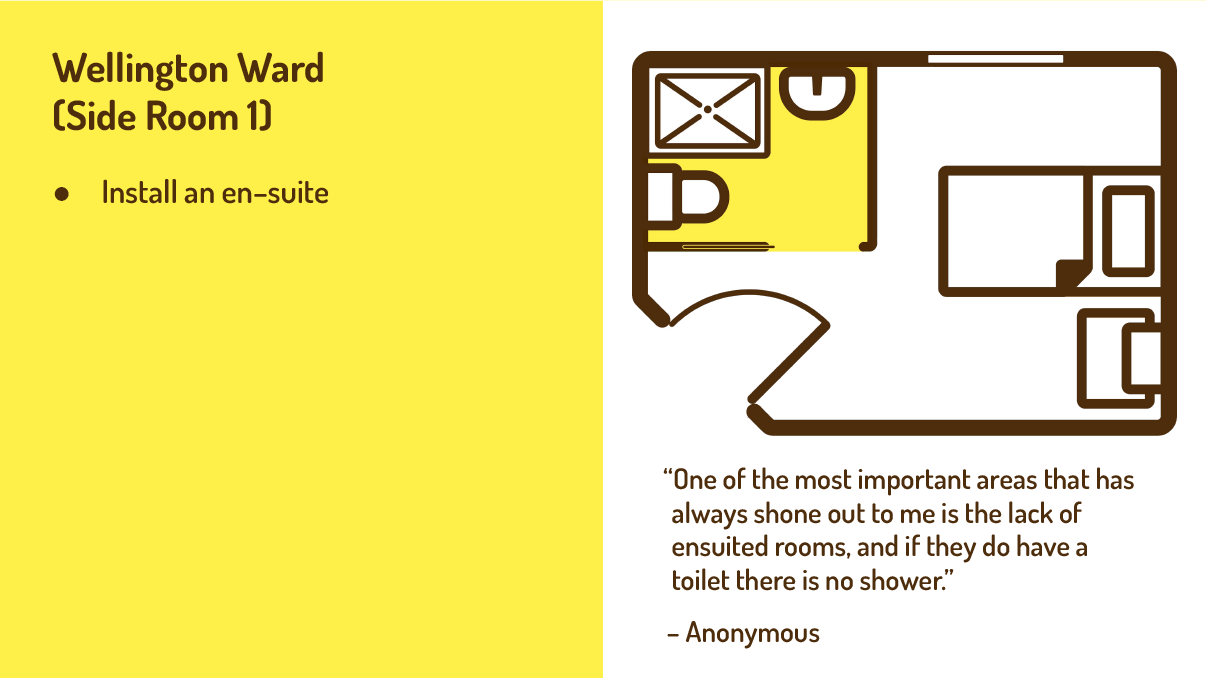 Wellington Ward
(Side Room 1)
● Install an en–suite
“One of the most important areas that has
always shone out to me is the lack of
ensuited rooms, and if they do have a
toilet there is no shower.”
– Anonymous